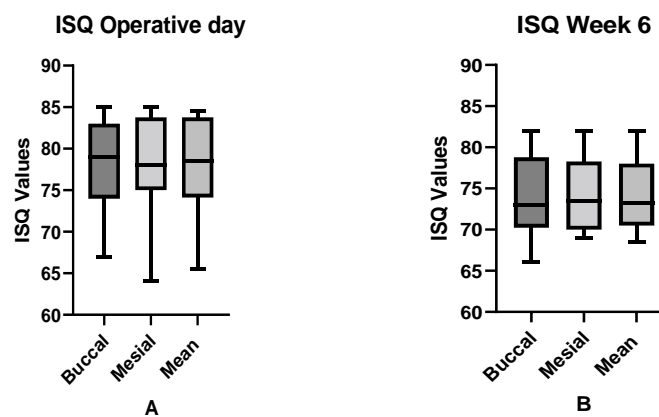 ISQ Operative day
90
85
80
75
70
65
60
ISQ Values
Buccal
Mesial
Mean
A
ISQ Week 6
90
85
80
75
70
65
60
ISQ Values
Buccal
Mesial
Mean
B